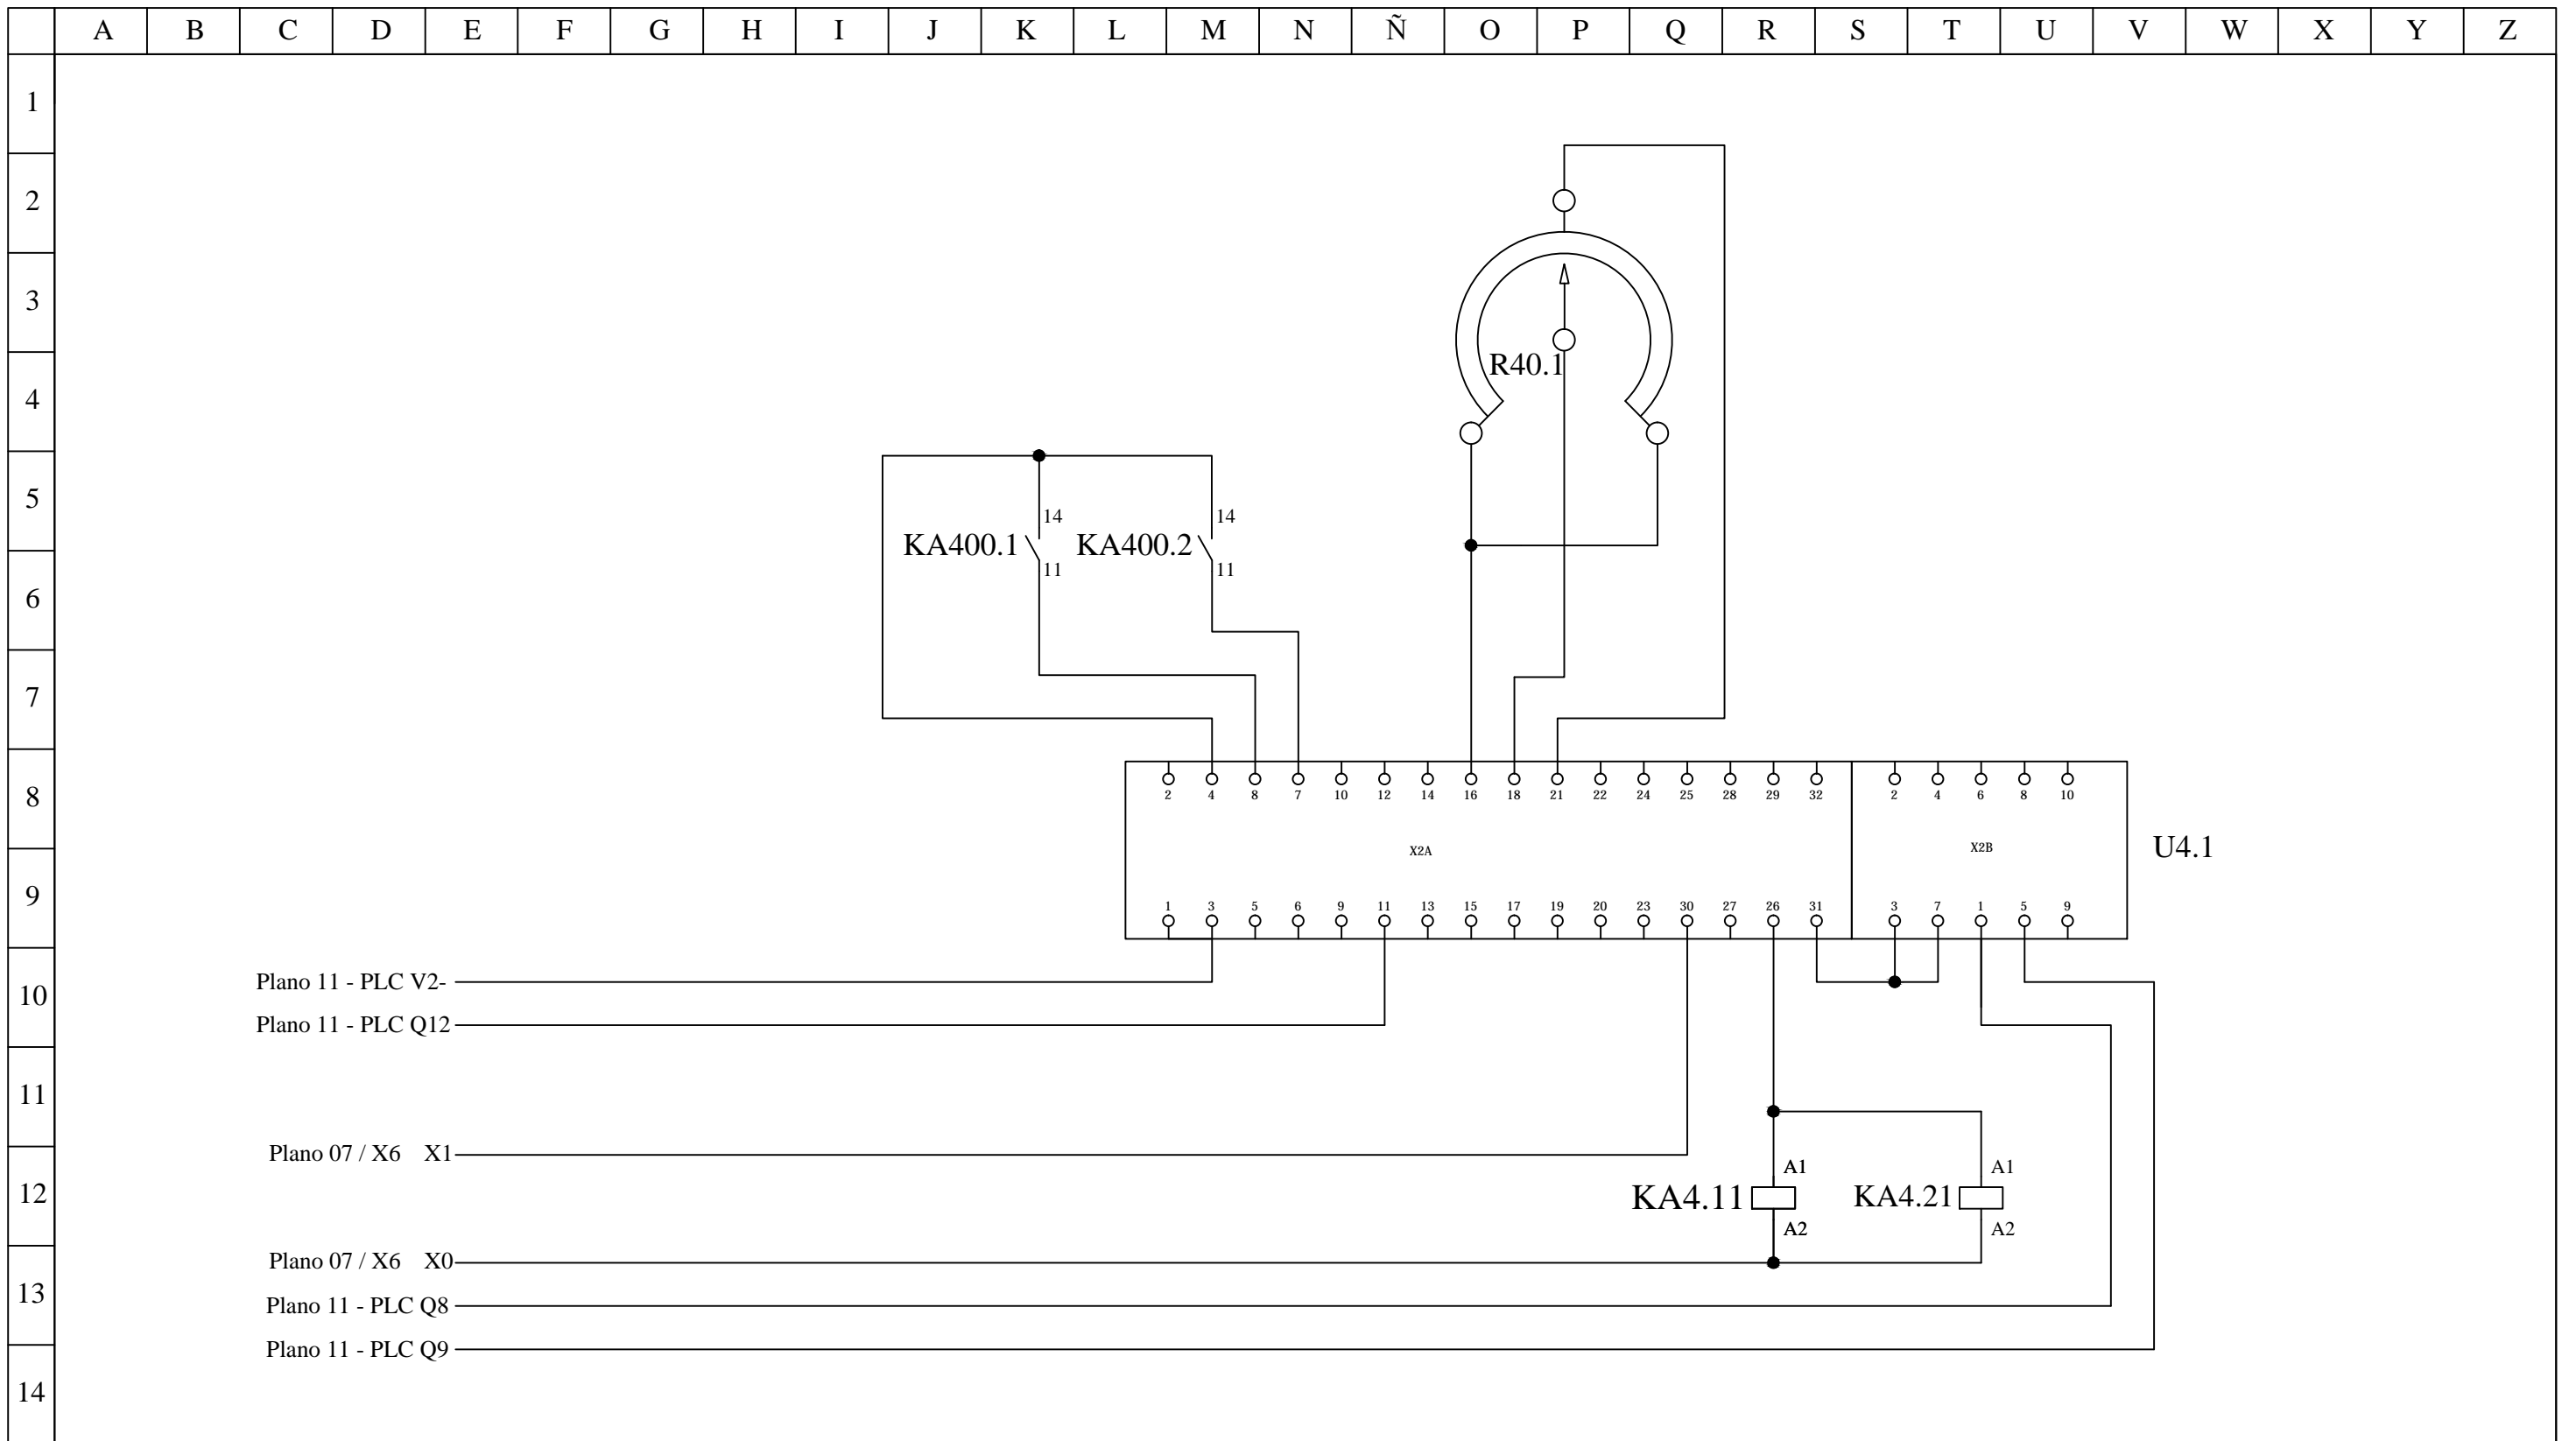 A B C D E F G H I J K L M N Ñ O P Q R S T U V W X Y Z
1
2
3
R40.1
4
14 14
5
KA400.1 KA400.2
11 11
6
7
8
2 4 8 7 10 12 14 16 18 21 22 24 25 28 29 32 2 4 6 8 10
X2A X2B U4.1
9
1 3 5 6 9 11 13 15 17 19 20 23 30 27 26 31 3 7 1 5 9
Plano 11 - PLC V2-
10
Plano 11 - PLC Q12
11
Plano 07 / X6 X1
A1 A1
12
KA4.11 KA4.21
A2 A2
Plano 07 / X6 X0
13
Plano 11 - PLC Q8
Plano 11 - PLC Q9
14